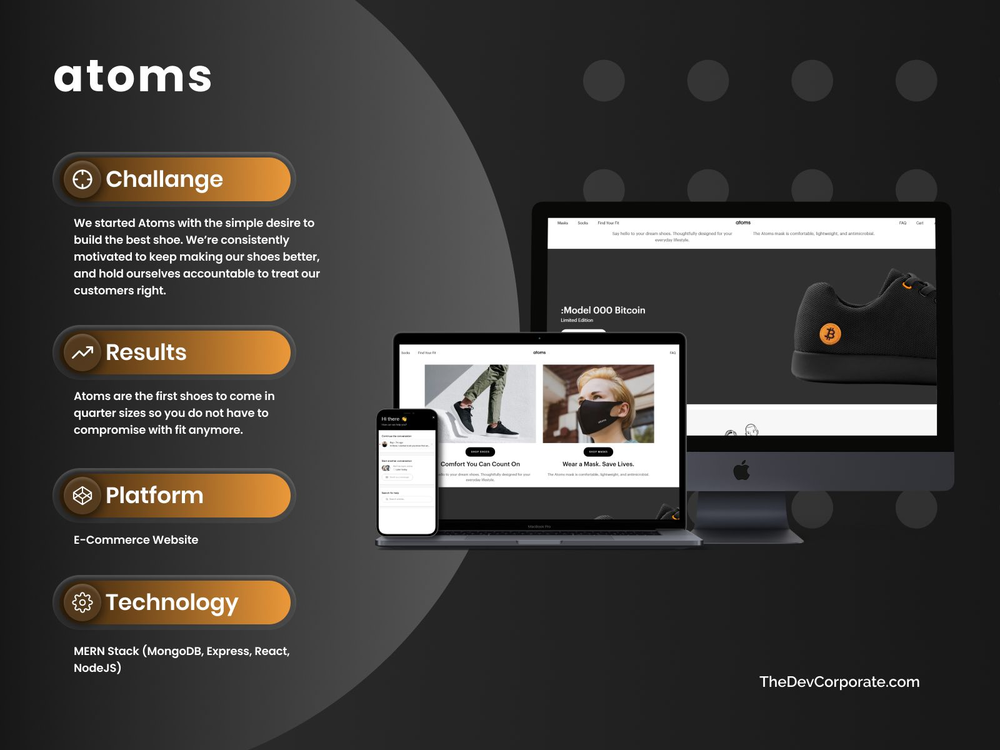 atoms
Challange
We started Atoms with the simple desire to
build the best shoe. We’re consistently
motivated to keep making our shoes better,
and hold ourselves accountable to treat our
customers right.
Results
Atoms are the first shoes to come in
quarter sizes so you do not have to
compromise with fit anymore.
Platform
E-Commerce Website
Technology
MERN Stack (MongoDB, Express, React,
NodeJS)
Masks Socks Find Your Fit atoms FAQ Cart
Say hello to your dream shoes. Thoughtfully designed for your
everyday lifestyle.
The Atoms mask is comfortable, lightweight, and antimicrobial.
:Model 000 Bitcoin
Limited Edition
Socks Find Your Fit atoms FAQ
SHOP SHOES
SHOP MASKS
Comfort You Can Count On
Wear a Mask. Save Lives.
to your dream shoes. Thoughtfully designed for your
everyday lifestyle.
The Atoms mask is comfortable, lightweight, and antimicrobial.
Hi there
MacBook Pro
TheDevCorporate.com